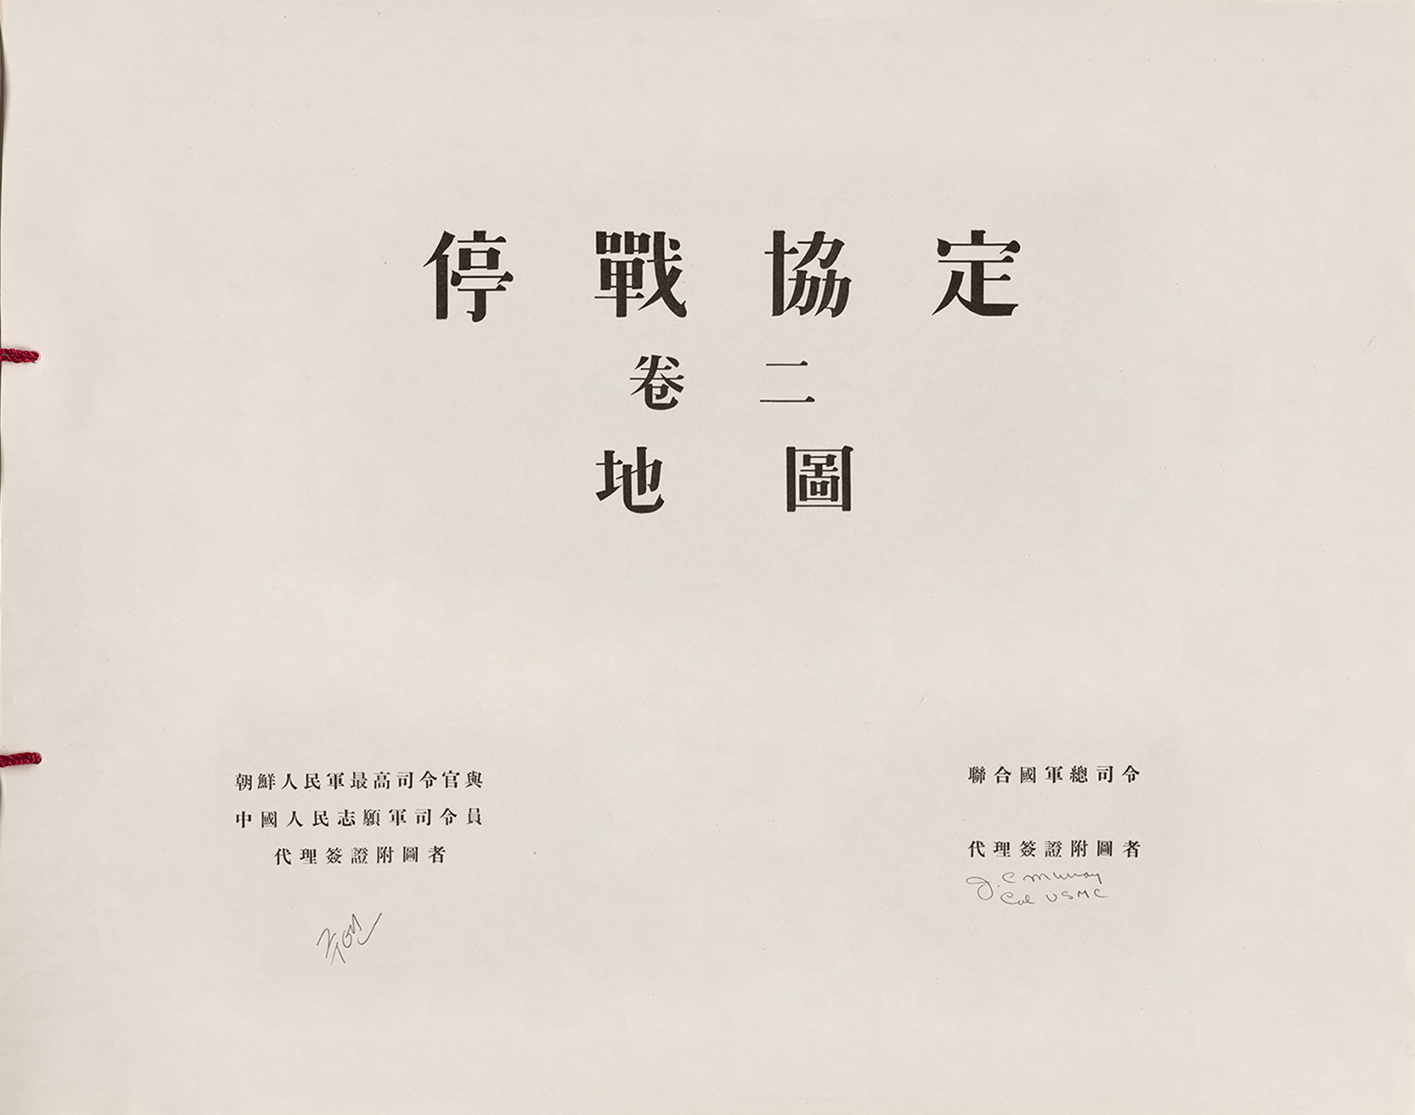 停戰協定
卷二
地圖
朝鮮人民軍最高司令官與
中國人民志願軍司令員
代理簽證附圖者
聯合國軍總司令
代理簽證附圖者
J. C. Murray
Col USMC